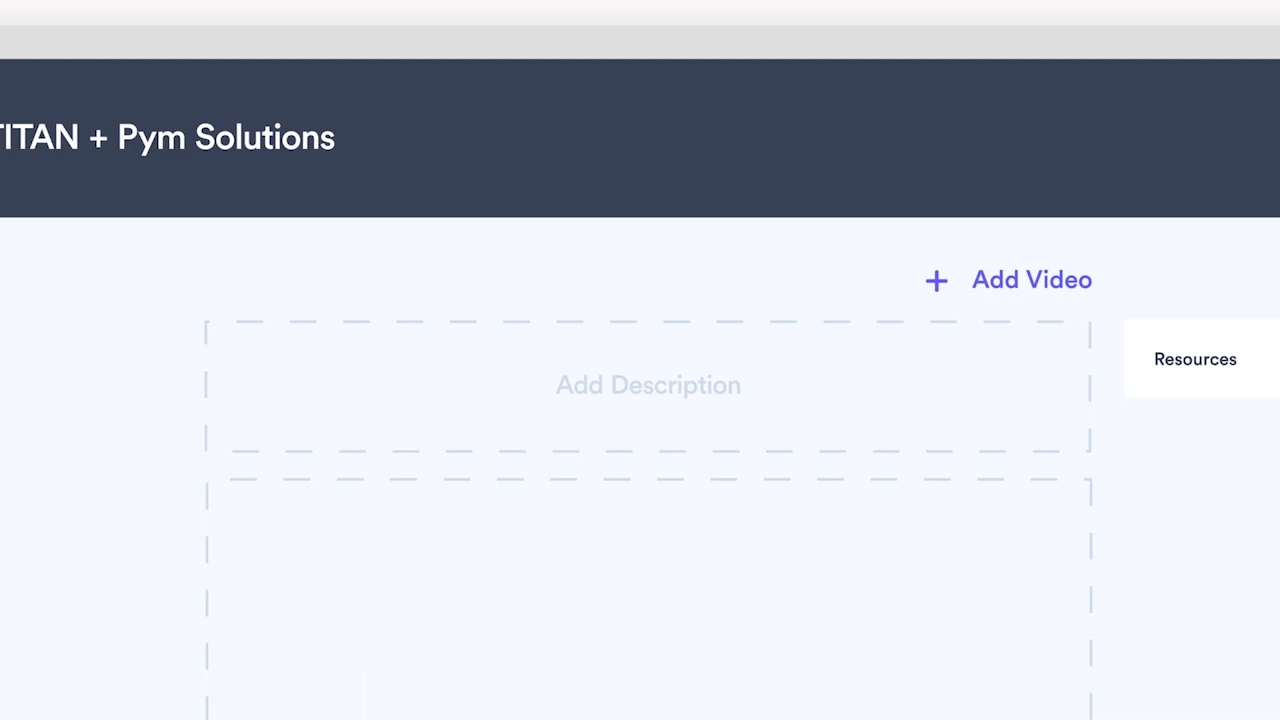 TITAN + Pym Solutions
+ Add Video
Add Description
Resources